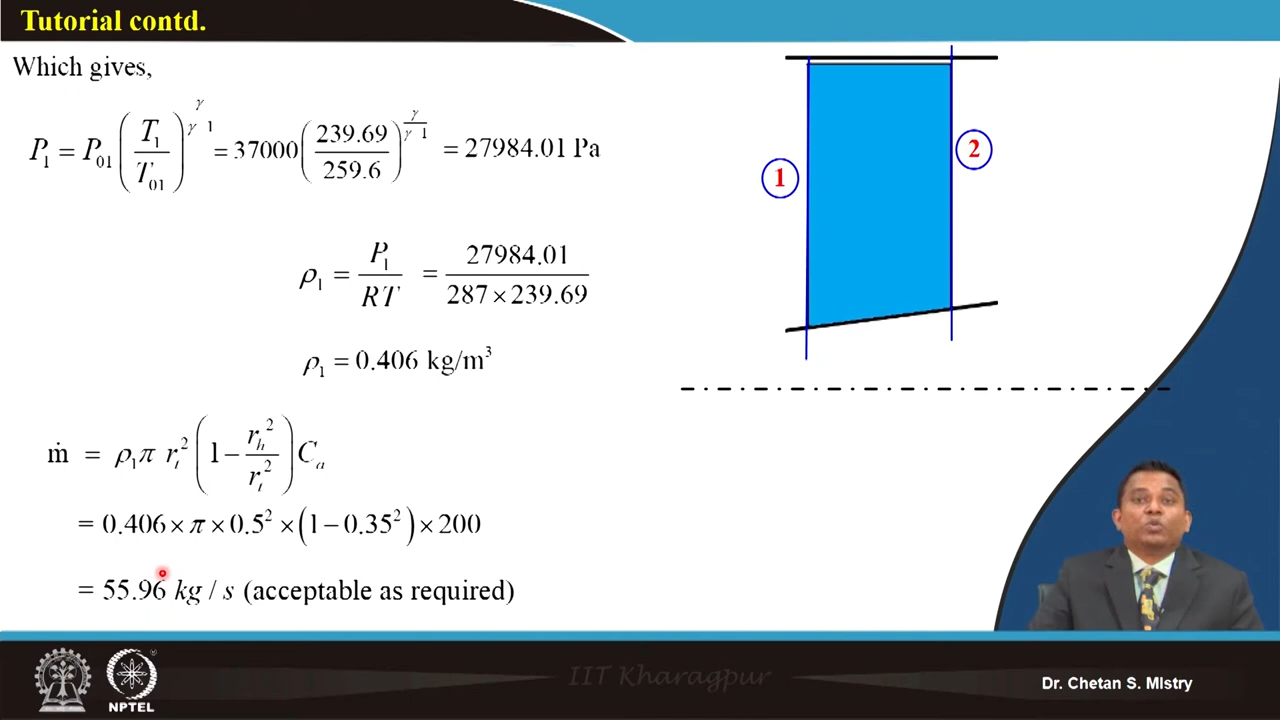 Tutorial contd.
Which gives,
P₁ = P₀₁ (T₁ / T₀₁)^(γ / γ 1) = 37000 (239.69 / 259.6)^(γ / γ 1) = 27984.01 Pa
ρ₁ = P₁ / RT = 27984.01 / 287 × 239.69
ρ₁ = 0.406 kg/m³
ṁ = ρ₁π rₜ² (1 − rₕ² / rₜ²) Cₐ
= 0.406 × π × 0.5² × (1 − 0.35²) × 200
= 55.96 kg / s (acceptable as required)
1
2
NPTEL
IIT Kharagpur
Dr. Chetan S. MIstry